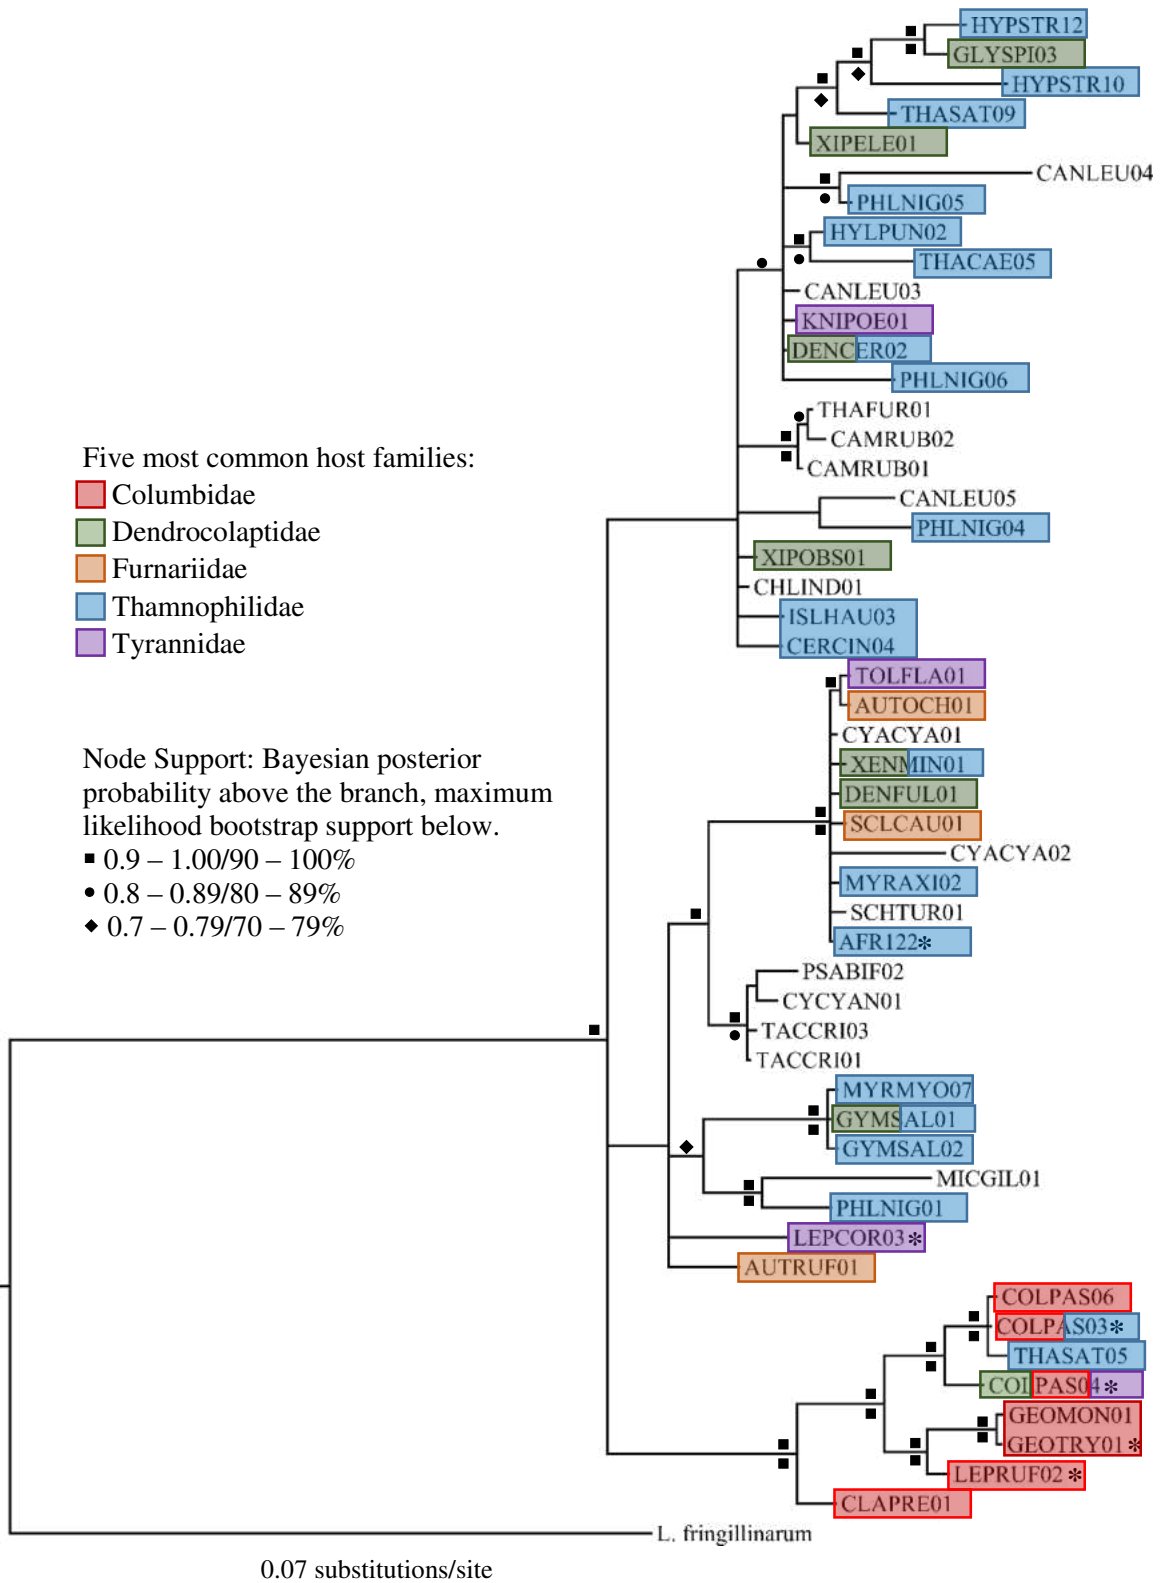 HYPSTR12
GLYSPI03
HYPSTR10
THASAT09
XIPELE01
CANLEU04
PHLNIG05
HYLPUN02
THACAE05
CANLEU03
KNIPOE01
DENCER02
PHLNIG06
THAFUR01
CAMRUB02
CAMRUB01
CANLEU05
PHLNIG04
XIPOBS01
CHLIND01
ISLHAU03
CERCIN04
Five most common host families:
Columbidae
Dendrocolaptidae
Furnariidae
Thamnophilidae
Tyrannidae
TOLFLA01
AUTOCH01
CYACYA01
XENMIN01
DENFUL01
SCLCAU01
CYACYA02
MYRAXI02
SCHTUR01
AFR122*
Node Support: Bayesian posterior
probability above the branch, maximum
likelihood bootstrap support below.
■ 0.9 – 1.00/90 – 100%
● 0.8 – 0.89/80 – 89%
◆ 0.7 – 0.79/70 – 79%
PSABIF02
CYCYAN01
TACCRI03
TACCRI01
MYRMYO07
GYMSAL01
GYMSAL02
MICGIL01
PHLNIG01
LEPCOR03*
AUTRUF01
COLPAS06
COLPAS03*
THASAT05
COLPAS04*
GEOMON01
GEOTRY01*
LEPRUF02*
CLAPRE01
L. fringillinarum
0.07 substitutions/site